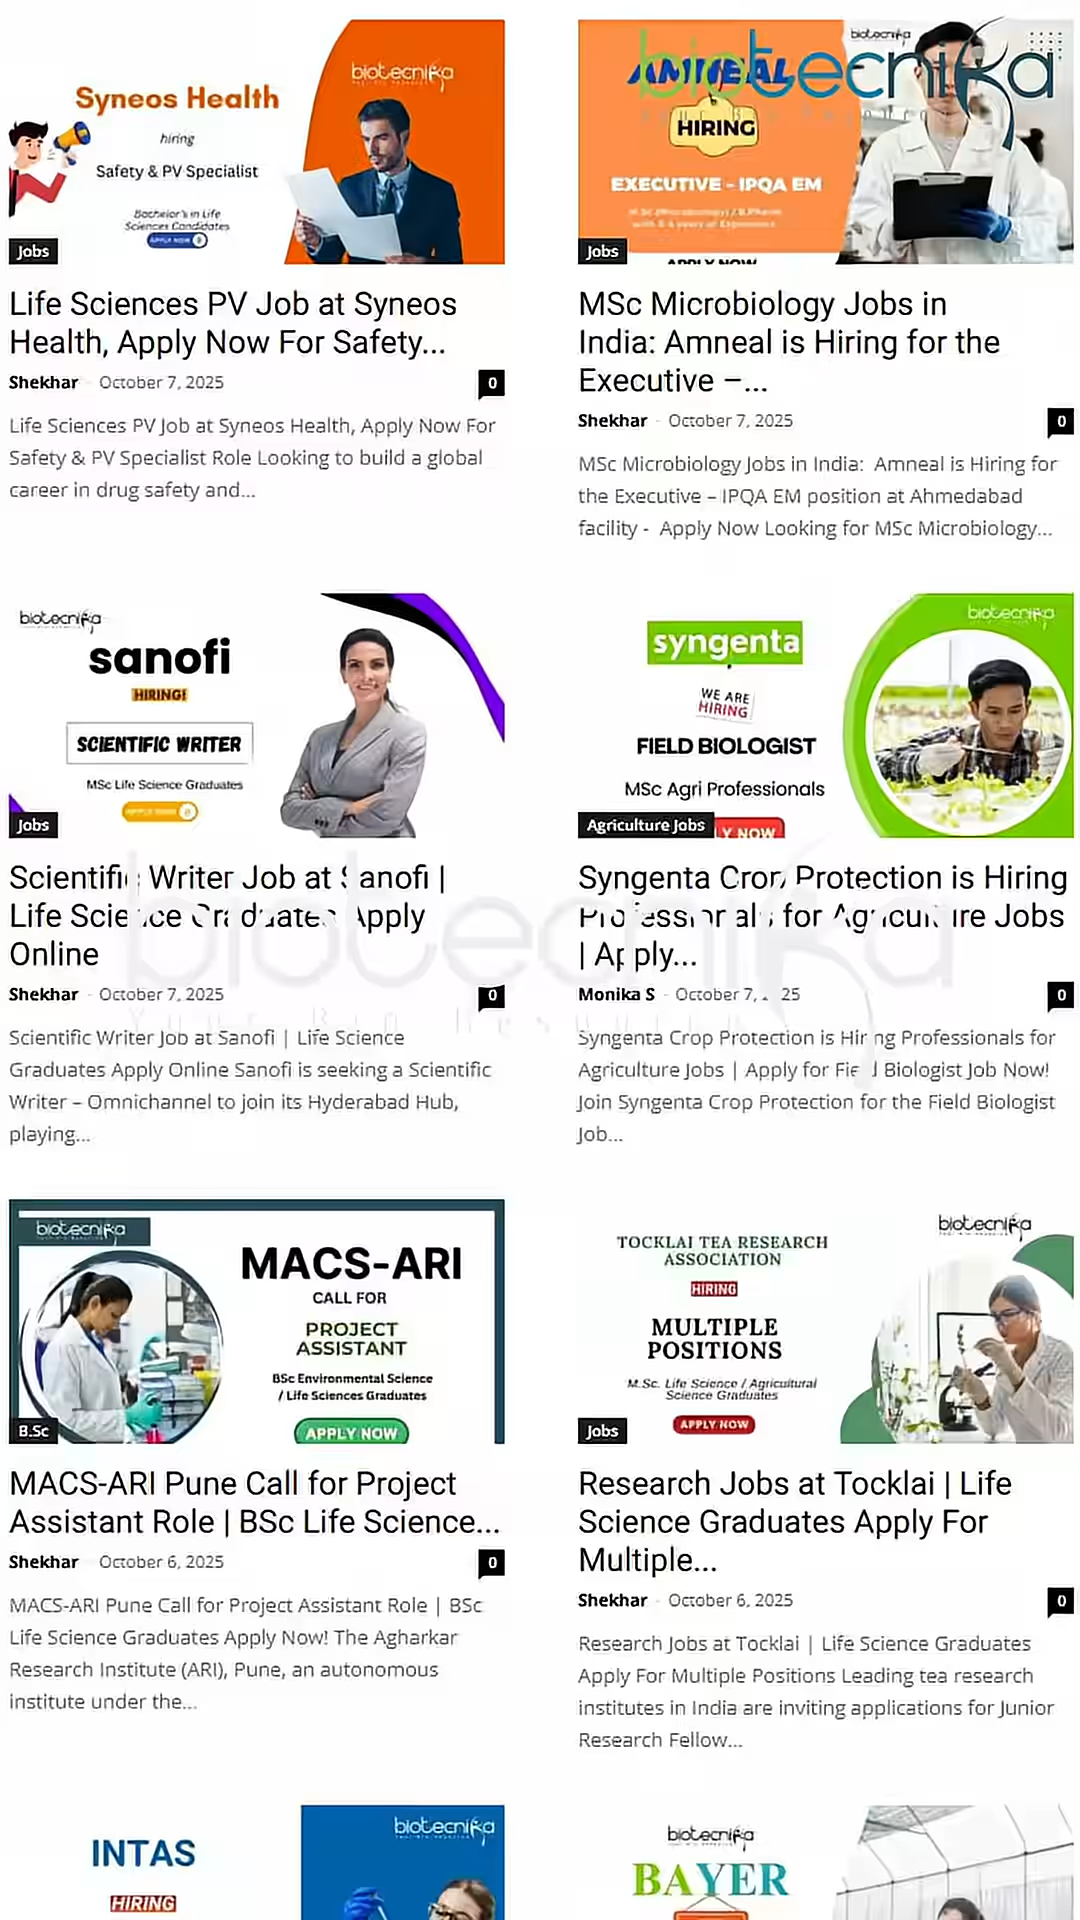 biotecnika
Syneos Health
hiring
Safety & PV Specialist
Bachelor's in Life
Sciences Candidates
APPLY NOW
Jobs
Life Sciences PV Job at Syneos
Health, Apply Now For Safety...
Shekhar - October 7, 2025
0
Life Sciences PV Job at Syneos Health, Apply Now For
Safety & PV Specialist Role Looking to build a global
career in drug safety and...
biotecnika
biotecnika
AMNEAL
HIRING
EXECUTIVE – IPQA EM
M.Sc (Microbiology) / B.Pharm
APPLY NOW
Jobs
MSc Microbiology Jobs in
India: Amneal is Hiring for the
Executive –...
Shekhar - October 7, 2025
0
MSc Microbiology Jobs in India: Amneal is Hiring for
the Executive – IPQA EM position at Ahmedabad
facility - Apply Now Looking for MSc Microbiology...
biotecnika
sanofi
HIRING!
SCIENTIFIC WRITER
MSc Life Science Graduates
APPLY NOW
Jobs
Scientific Writer Job at Sanofi |
Life Science Graduates Apply
Online
Shekhar - October 7, 2025
0
Scientific Writer Job at Sanofi | Life Science
Graduates Apply Online Sanofi is seeking a Scientific
Writer – Omnichannel to join its Hyderabad Hub,
playing...
biotecnika
syngenta
WE ARE
HIRING
FIELD BIOLOGIST
MSc Agri Professionals
Y NOW
Agriculture Jobs
Syngenta Crop Protection is Hiring
Professionals for Agriculture Jobs
| Apply...
Monika S - October 7, 2025
0
Syngenta Crop Protection is Hiring Professionals for
Agriculture Jobs | Apply for Field Biologist Job Now!
Join Syngenta Crop Protection for the Field Biologist
Job...
biotecnika
biotecnika
MACS-ARI
CALL FOR
PROJECT
ASSISTANT
BSc Environmental Science
/ Life Sciences Graduates
APPLY NOW
B.Sc
MACS-ARI Pune Call for Project
Assistant Role | BSc Life Science...
Shekhar - October 6, 2025
0
MACS-ARI Pune Call for Project Assistant Role | BSc
Life Science Graduates Apply Now! The Agharkar
Research Institute (ARI), Pune, an autonomous
institute under the...
biotecnika
TOCKLAI TEA RESEARCH
ASSOCIATION
HIRING
MULTIPLE
POSITIONS
M.Sc. Life Science / Agricultural
Science Graduates
APPLY NOW
Jobs
Research Jobs at Tocklai | Life
Science Graduates Apply For
Multiple...
Shekhar - October 6, 2025
0
Research Jobs at Tocklai | Life Science Graduates
Apply For Multiple Positions Leading tea research
institutes in India are inviting applications for Junior
Research Fellow...
biotecnika
INTAS
HIRING
biotecnika
BAYER